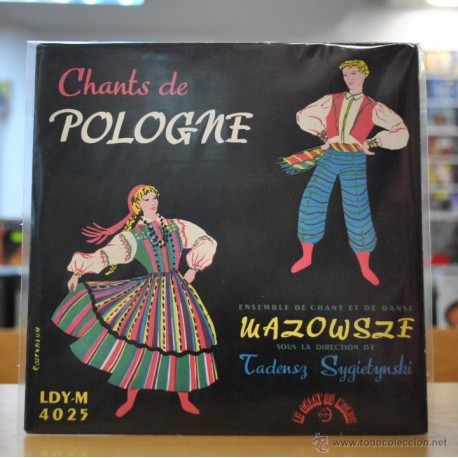 Chants de
POLOGNE
ENSEMBLE DE CHANT ET DE DANSE
MAZOWSZE
SOUS LA DIRECTION DE
Tadeusz Sygietynski
LE CHANT DU MONDE
LDY-M
4025
www.todocoleccion.net